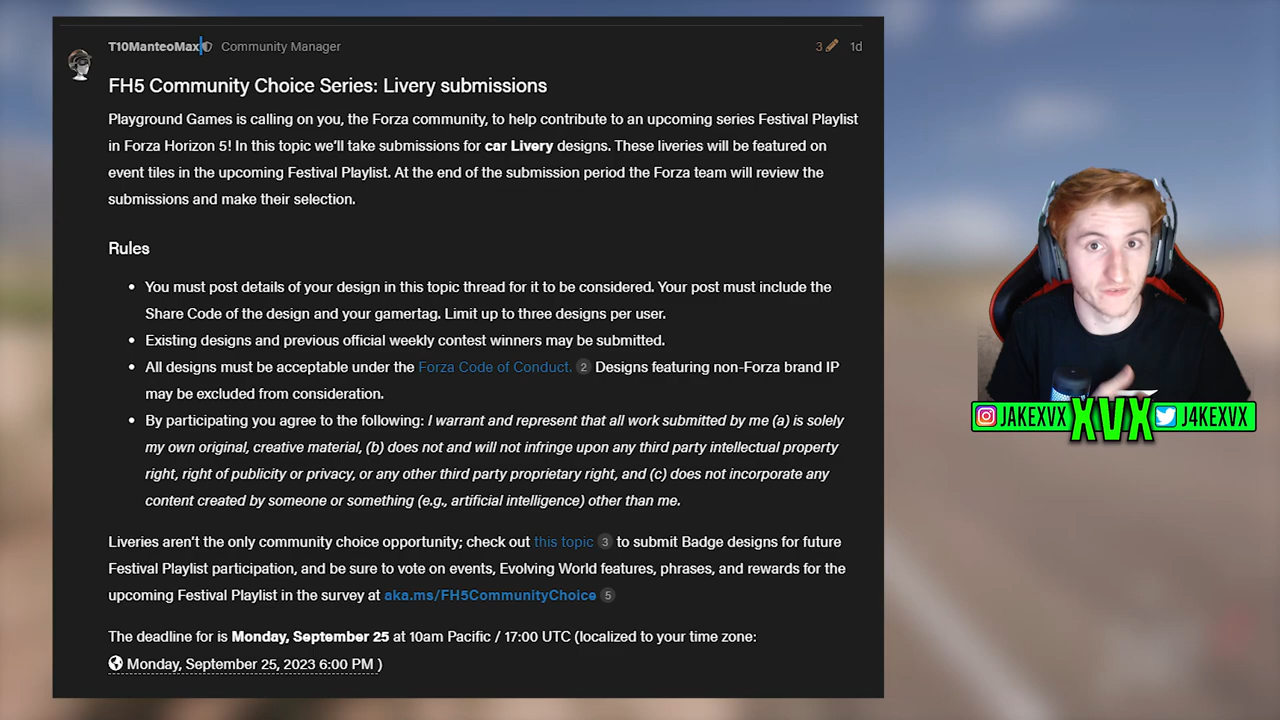 T10ManteoMax Community Manager 3 1d
FH5 Community Choice Series: Livery submissions
Playground Games is calling on you, the Forza community, to help contribute to an upcoming series Festival Playlist
in Forza Horizon 5! In this topic we'll take submissions for car Livery designs. These liveries will be featured on
event tiles in the upcoming Festival Playlist. At the end of the submission period the Forza team will review the
submissions and make their selection.
Rules
• You must post details of your design in this topic thread for it to be considered. Your post must include the
Share Code of the design and your gamertag. Limit up to three designs per user.
• Existing designs and previous official weekly contest winners may be submitted.
• All designs must be acceptable under the Forza Code of Conduct. 2 Designs featuring non-Forza brand IP
may be excluded from consideration.
• By participating you agree to the following: I warrant and represent that all work submitted by me (a) is solely
my own original, creative material, (b) does not and will not infringe upon any third party intellectual property
right, right of publicity or privacy, or any other third party proprietary right, and (c) does not incorporate any
content created by someone or something (e.g., artificial intelligence) other than me.
Liveries aren't the only community choice opportunity; check out this topic 3 to submit Badge designs for future
Festival Playlist participation, and be sure to vote on events, Evolving World features, phrases, and rewards for the
upcoming Festival Playlist in the survey at aka.ms/FH5CommunityChoice 5
The deadline for is Monday, September 25 at 10am Pacific / 17:00 UTC (localized to your time zone:
Monday, September 25, 2023 6:00 PM )
JAKEXVX XVX J4KEXVX